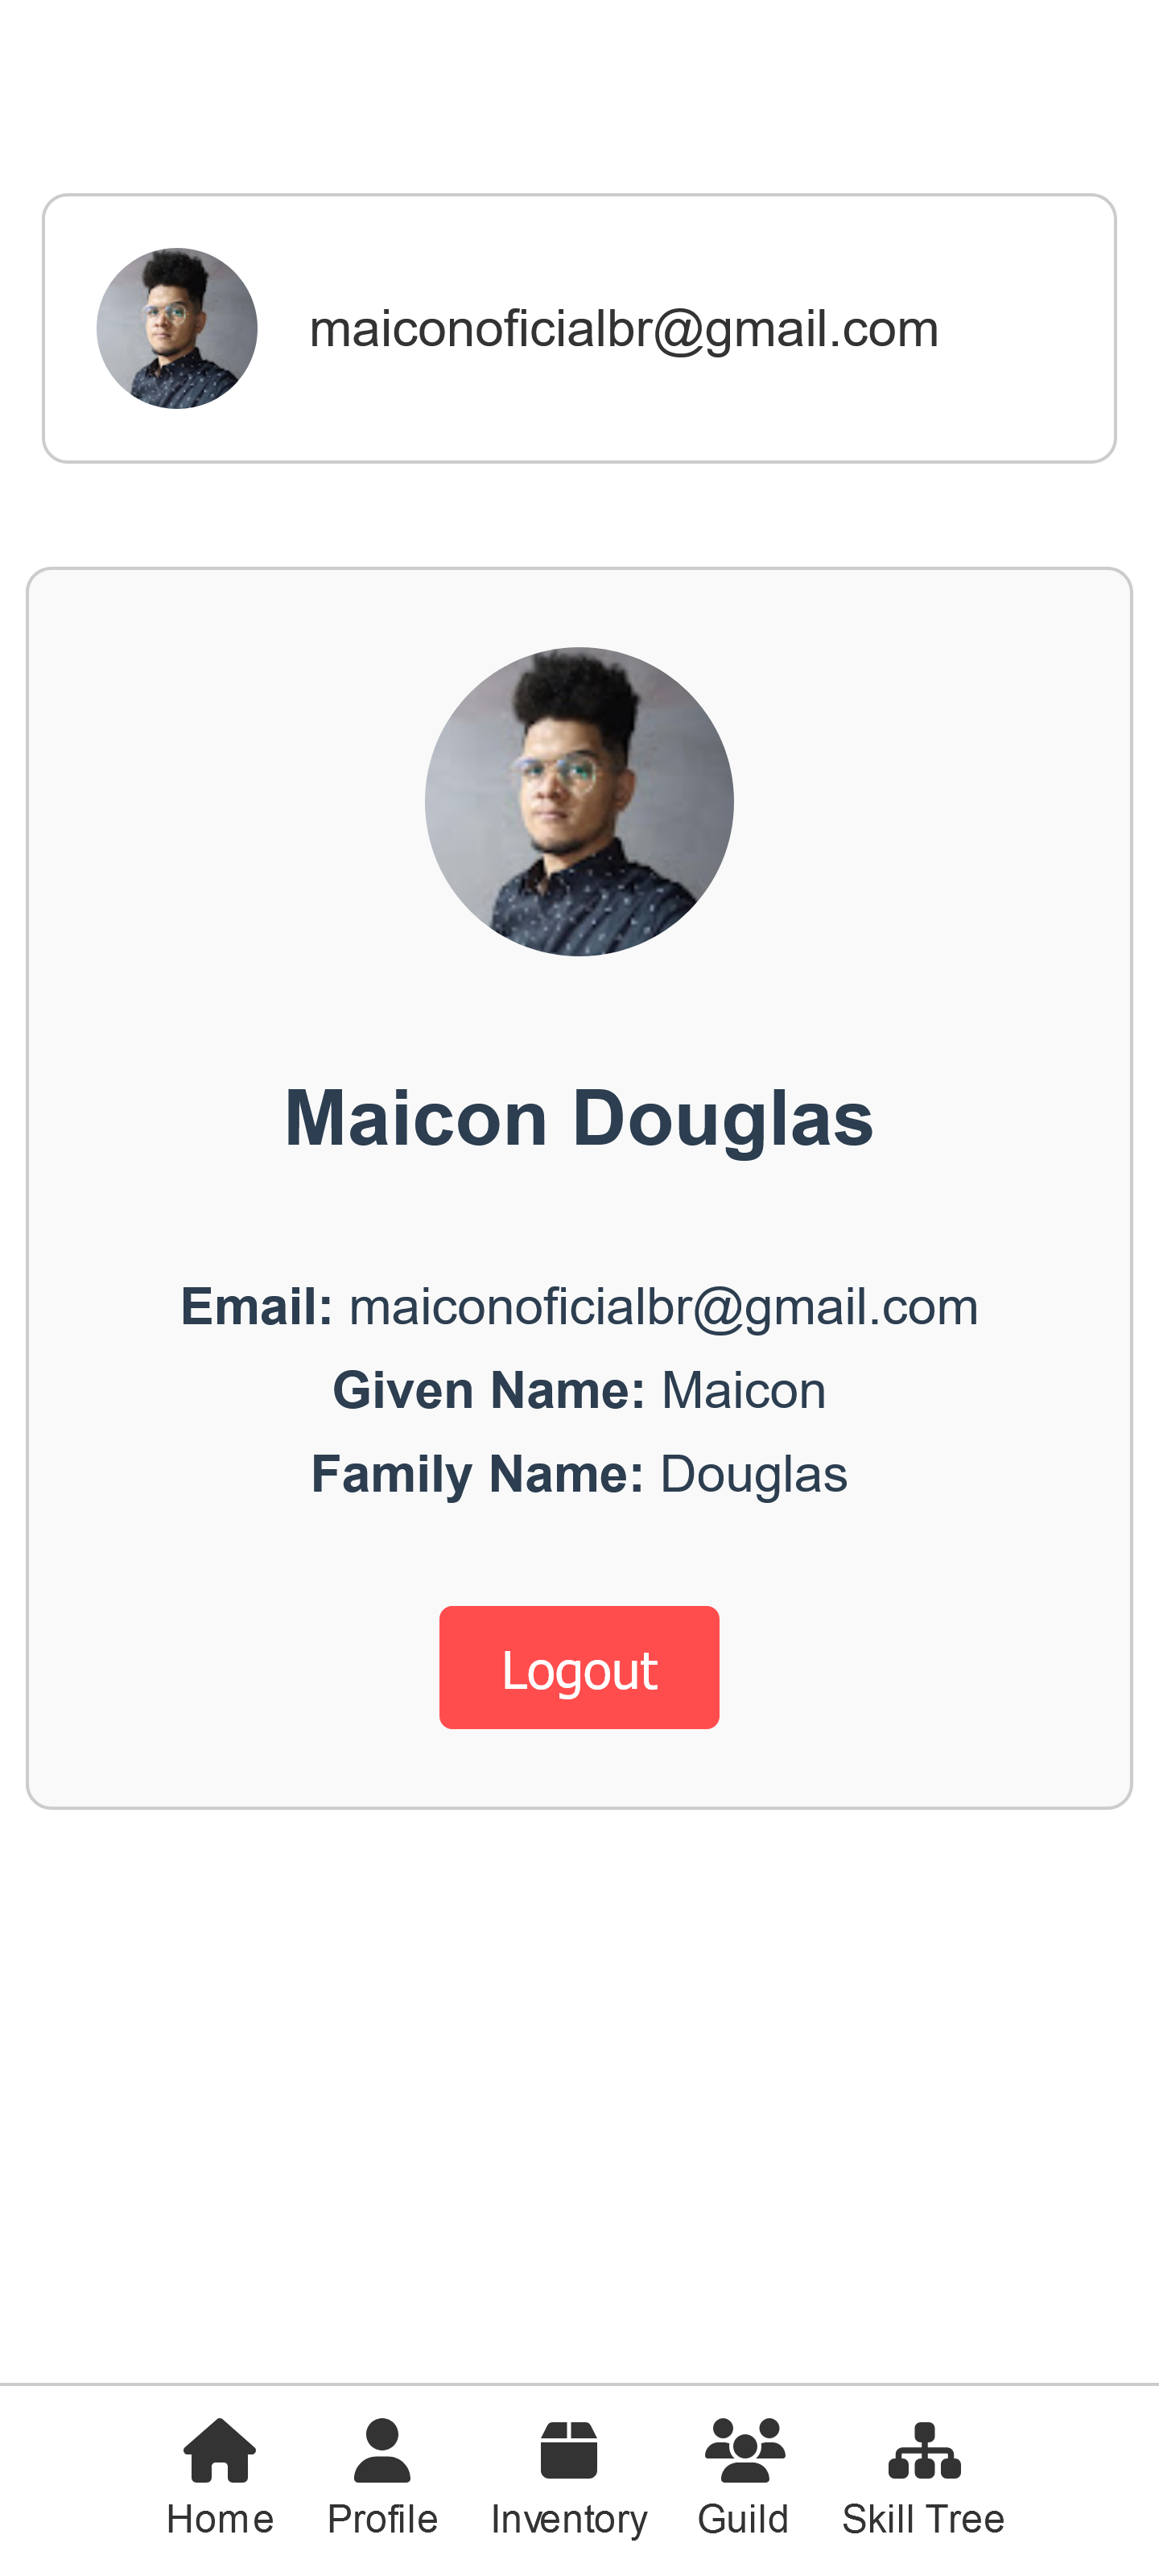 maiconoficialbr@gmail.com
Maicon Douglas
Email: maiconoficialbr@gmail.com
Given Name: Maicon
Family Name: Douglas
Logout
Home Profile Inventory Guild Skill Tree